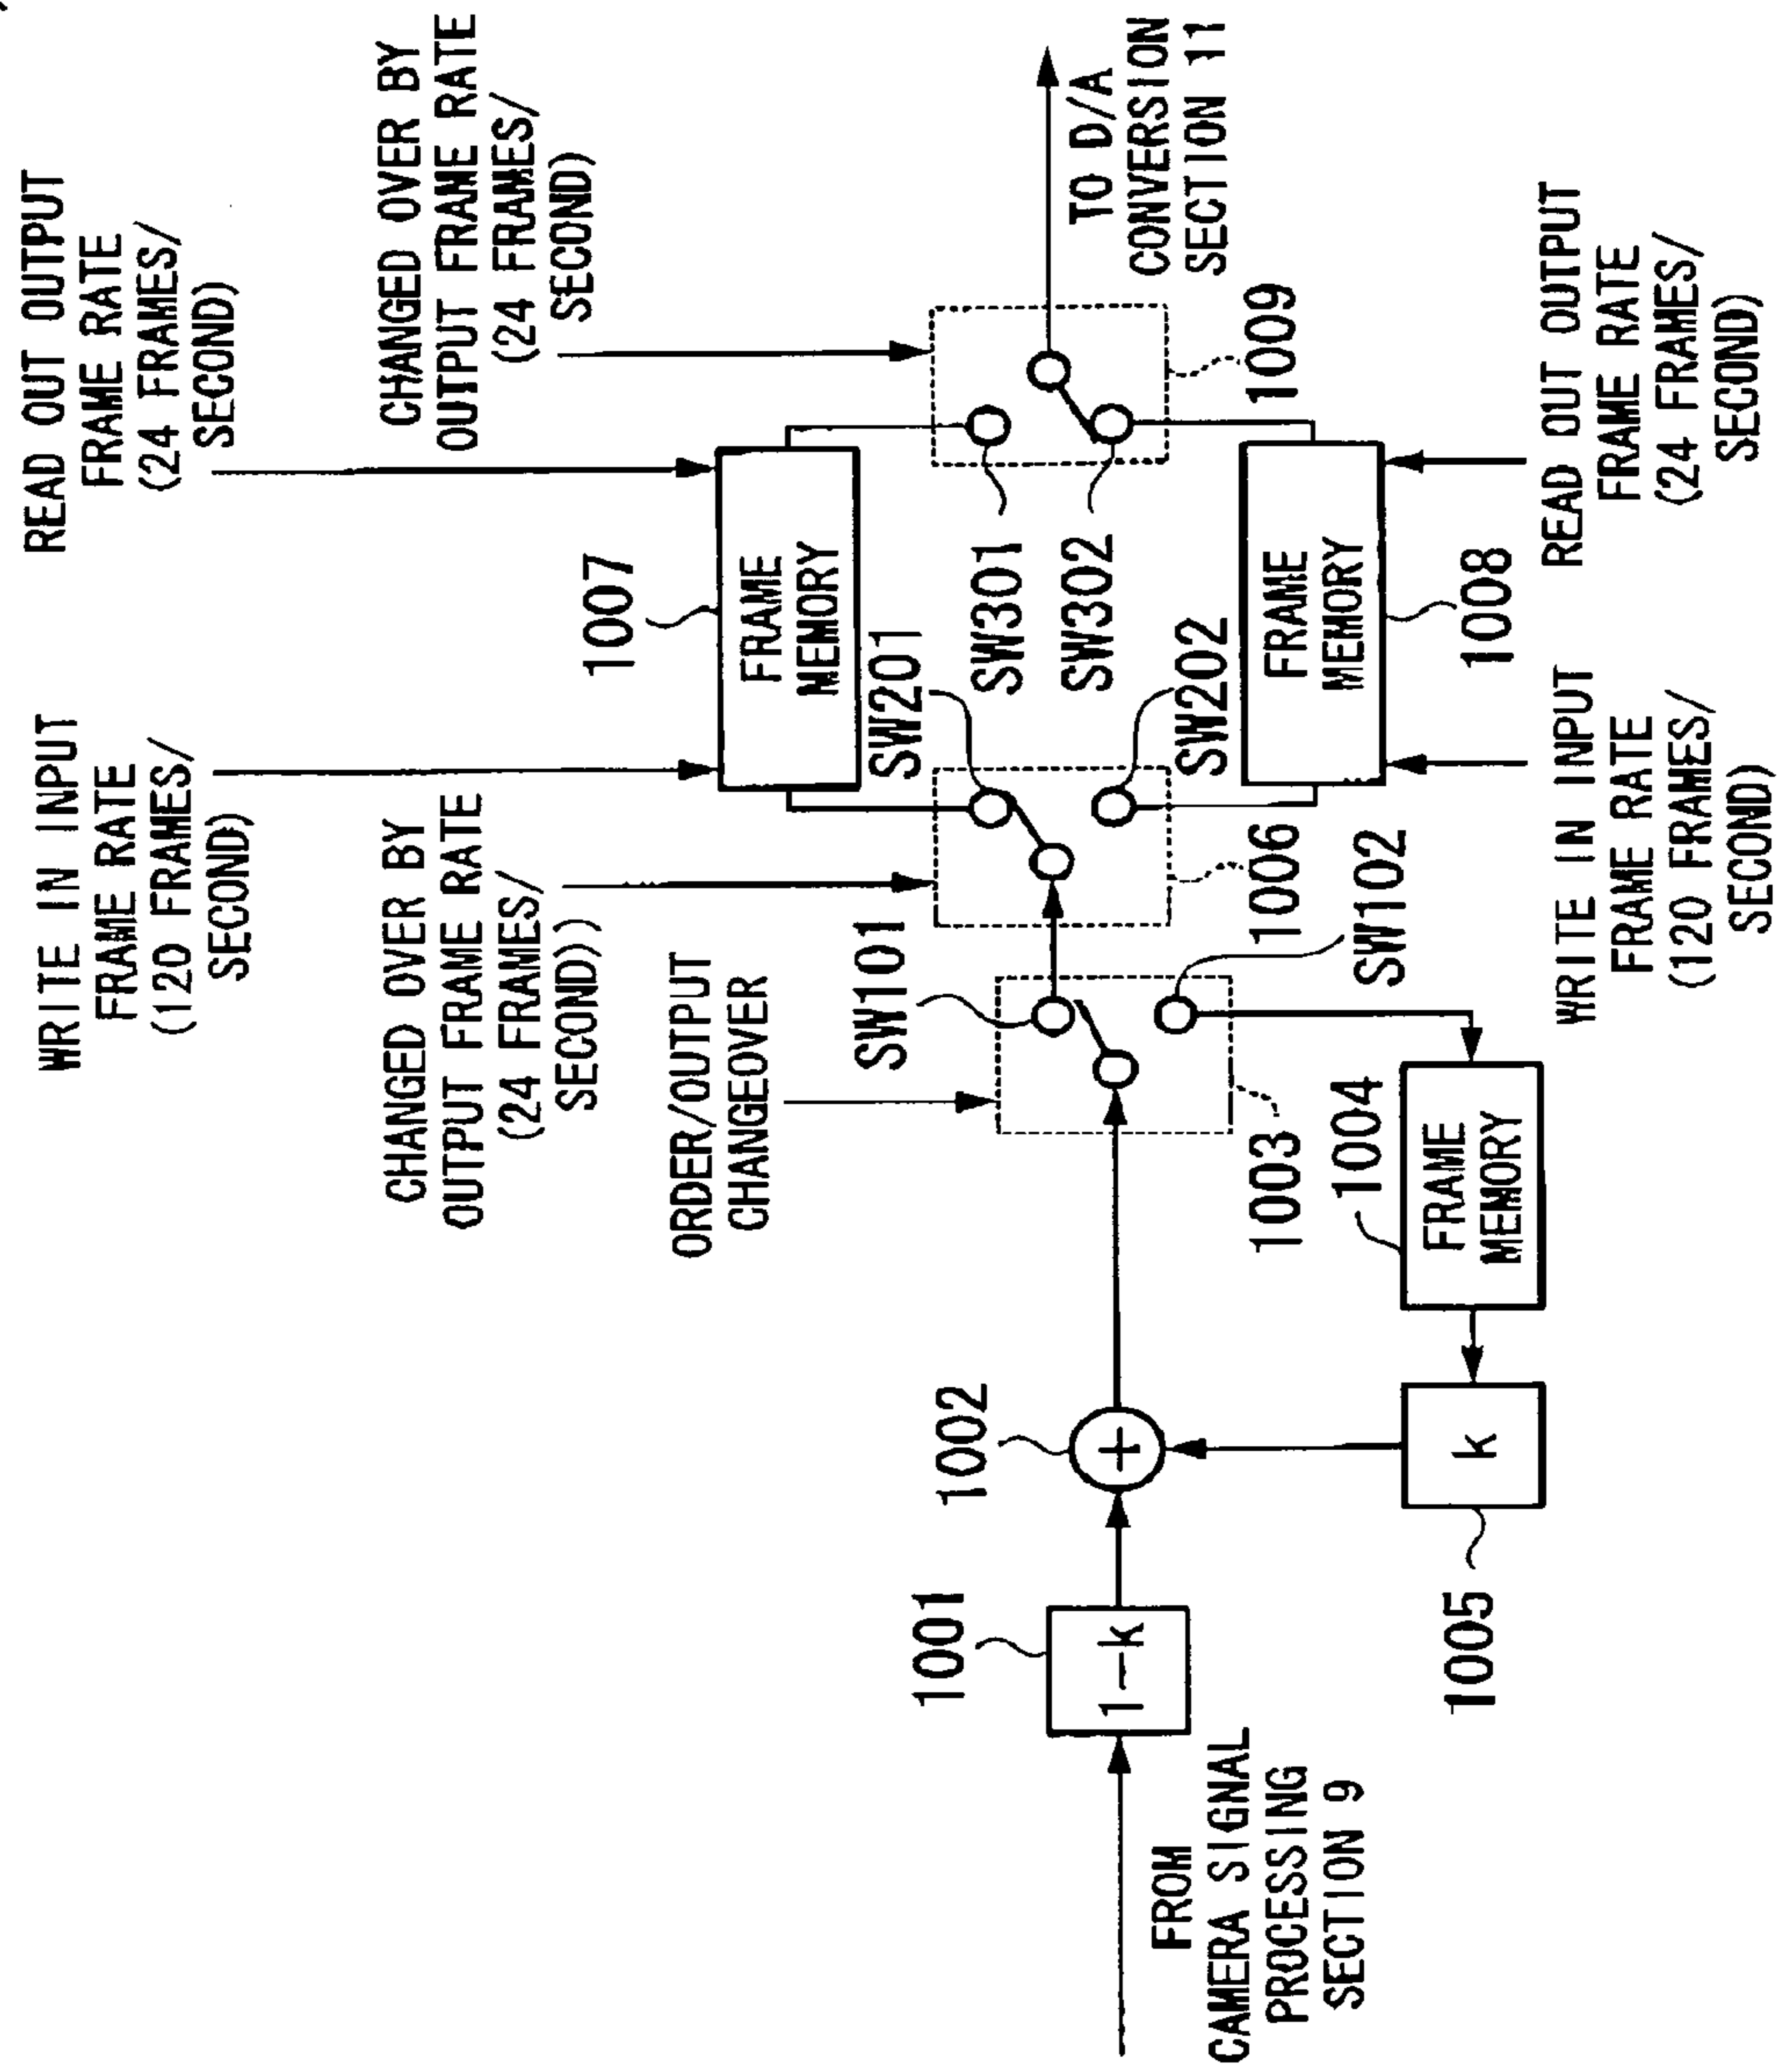 WRITE IN INPUT
FRAME RATE
(120 FRAMES/
SECOND)
READ OUT OUTPUT
FRAME RATE
(24 FRAMES/
SECOND)
CHANGED OVER BY
OUTPUT FRAME RATE
(24 FRAMES/
SECOND))
CHANGED OVER BY
OUTPUT FRAME RATE
(24 FRAMES/
SECOND)
ORDER/OUTPUT
CHANGEOVER
1007
FRAME
MEMORY
SW101
SW201
SW301
SW302
SW202
TO D/A
CONVERSION
SECTION 11
1001
1-k
1002
+
1003
1006
1009
FROM
CAMERA SIGNAL
PROCESSING
SECTION 9
1004
SW102
FRAME
MEMORY
FRAME
MEMORY
1005
k
1008
WRITE IN INPUT
FRAME RATE
(120 FRAMES/
SECOND)
READ OUT OUTPUT
FRAME RATE
(24 FRAMES/
SECOND)